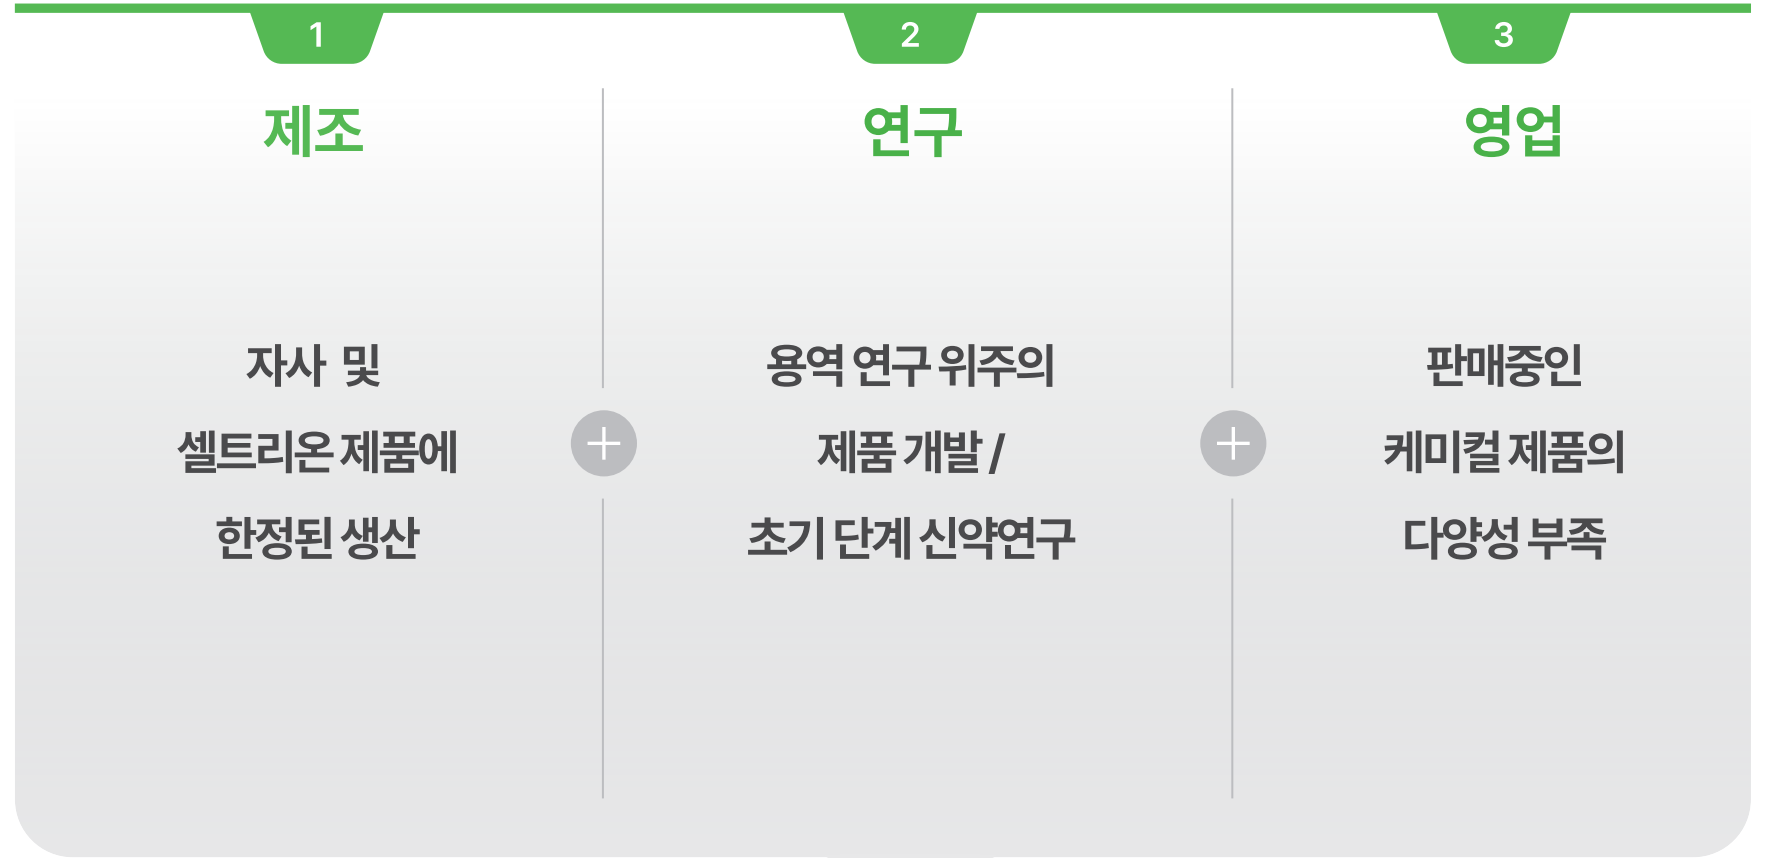 1
제조
자사 및
셀트리온 제품에
한정된 생산
2
연구
용역 연구 위주의
제품 개발 /
초기 단계 신약연구
3
영업
판매중인
케미컬 제품의
다양성 부족